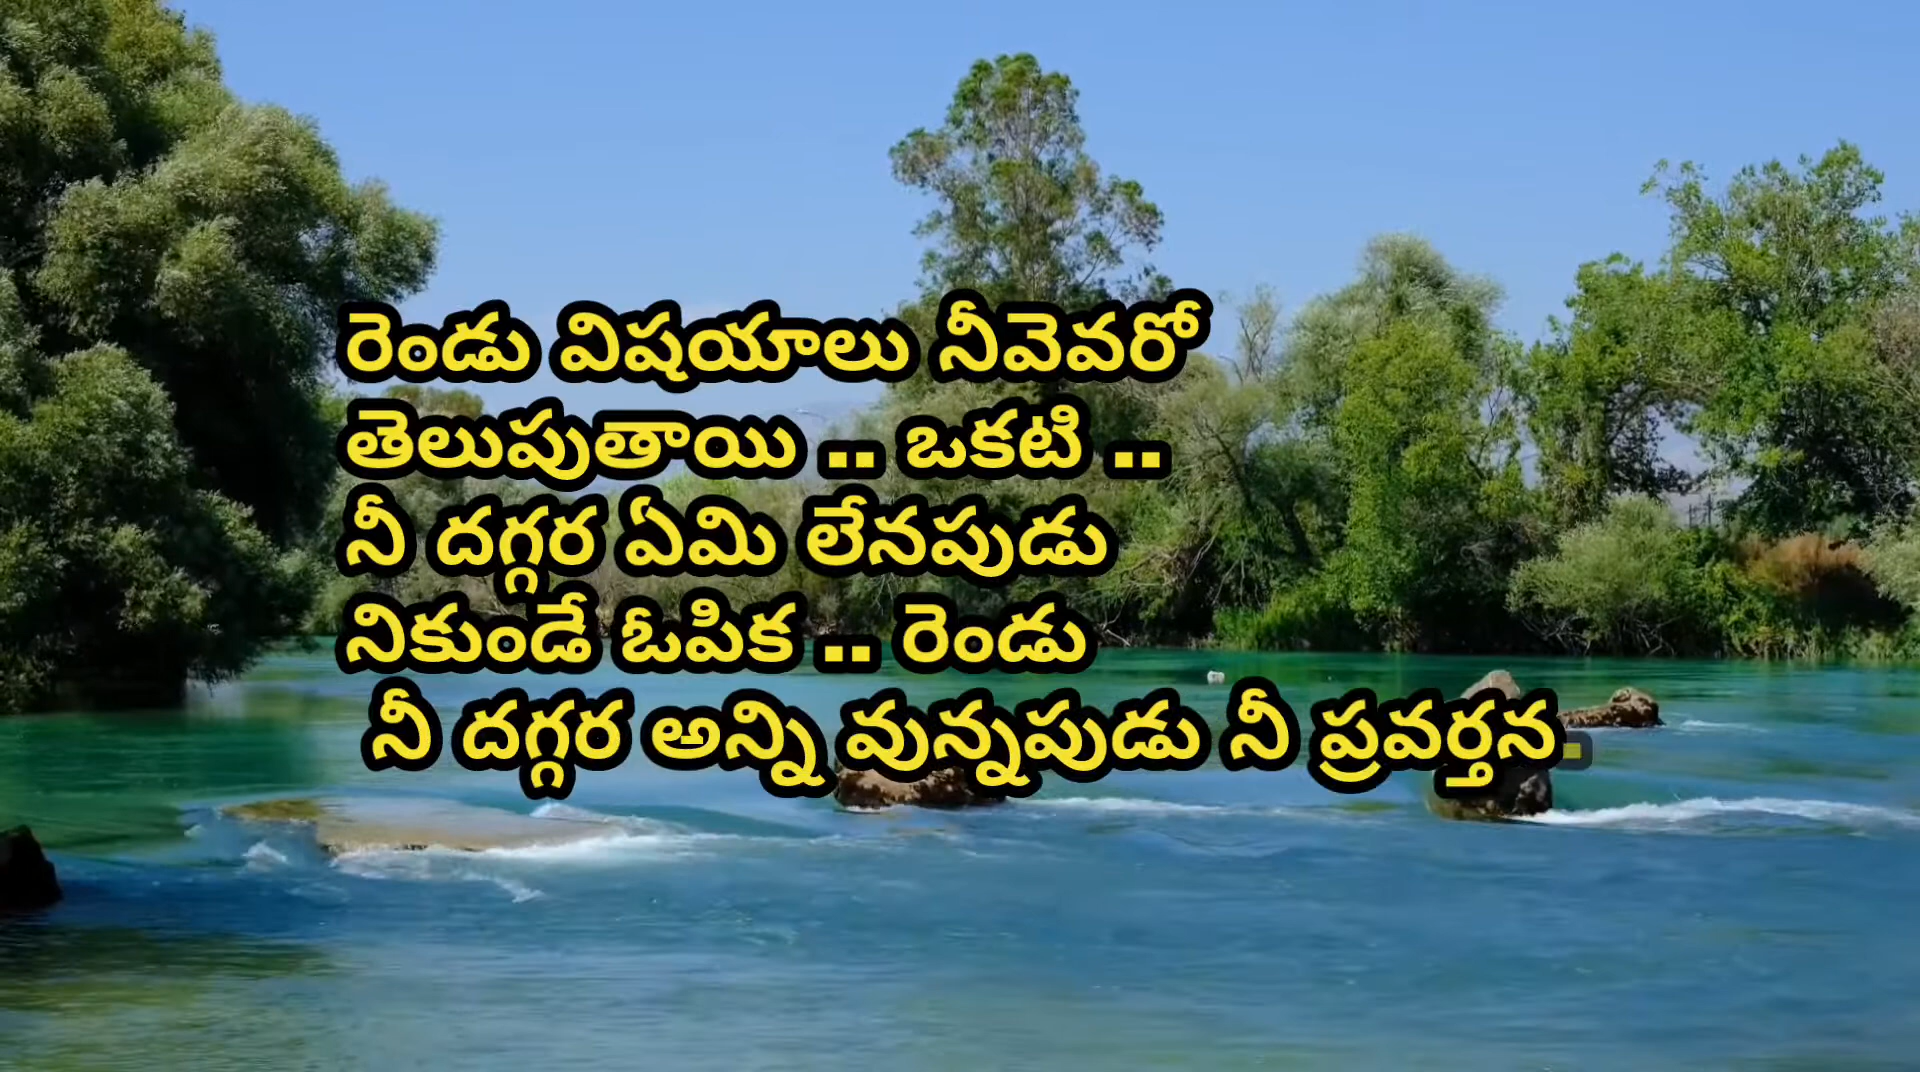 రెండు విషయాలు నీవెవరో
తెలుపుతాయి .. ఒకటి ..
నీ దగ్గర ఏమి లేనపుడు
నికుండే ఓపిక .. రెండు
నీ దగ్గర అన్ని వున్నపుడు నీ ప్రవర్తన.